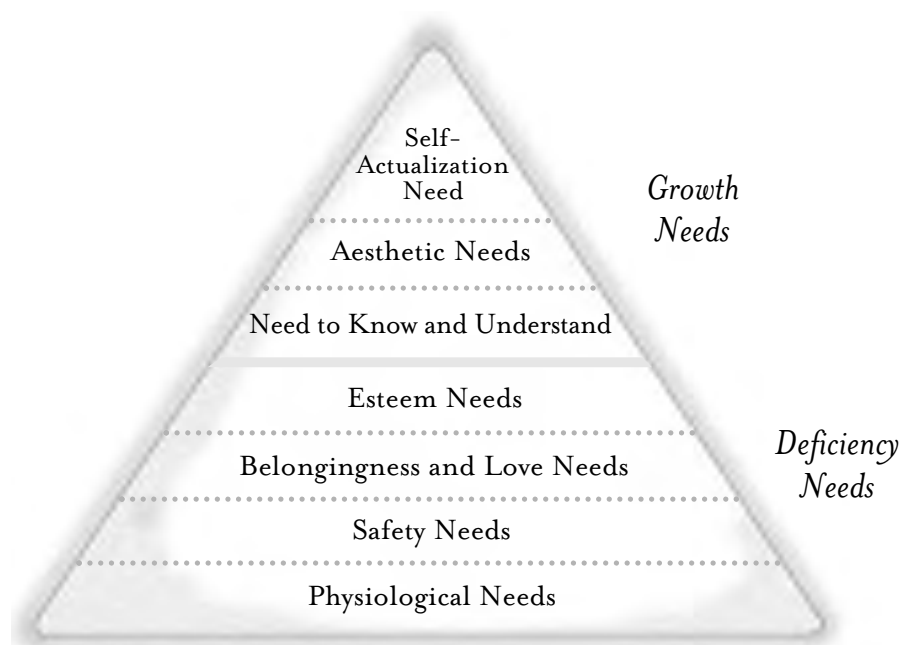 Self-
Actualization
Need
Growth
Needs
Aesthetic Needs
Need to Know and Understand
Esteem Needs
Deficiency
Needs
Belongingness and Love Needs
Safety Needs
Physiological Needs